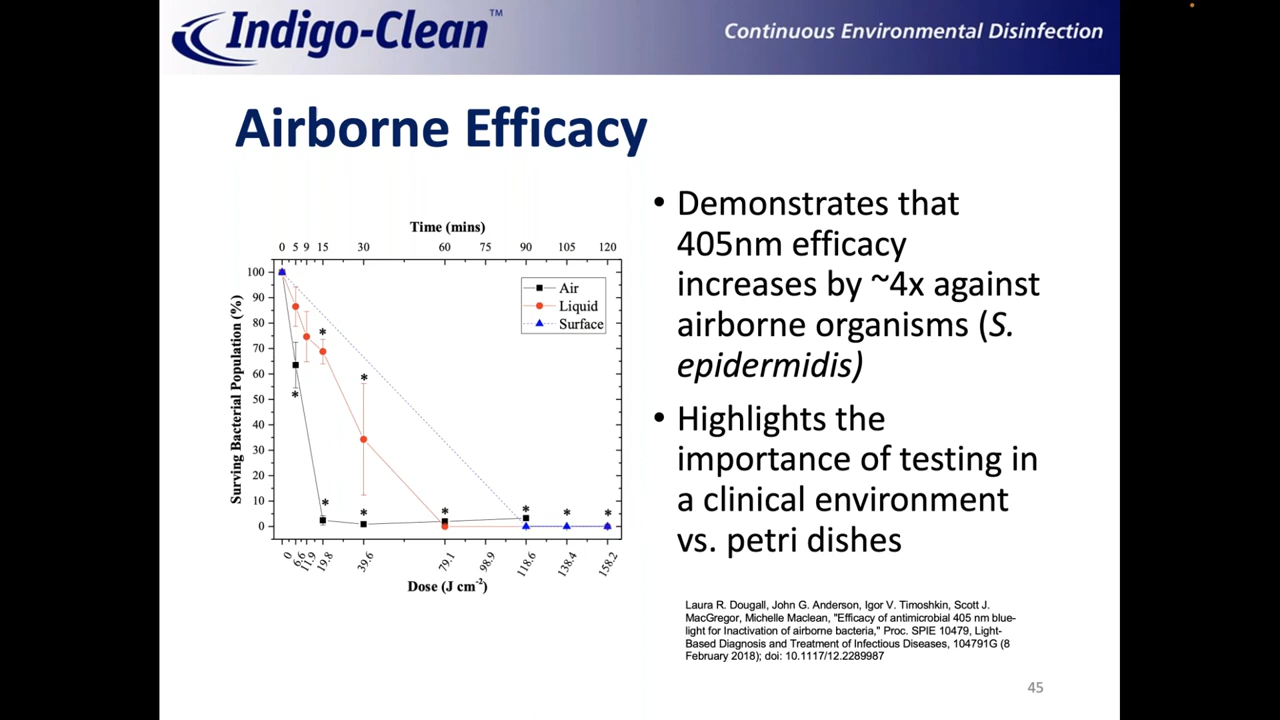 Indigo-Clean™
Continuous Environmental Disinfection
Airborne Efficacy
Time (mins)
0 5 9 15 30 60 75 90 105 120
Surving Bacterial Population (%)
100
90
80
70
60
50
40
30
20
10
0
Air
Liquid
Surface
* * * * * * * * * *
0 6.6 11.9 19.8 39.6 79.1 98.9 118.6 138.4 158.2
Dose (J cm-2)
• Demonstrates that
405nm efficacy
increases by ~4x against
airborne organisms (S.
epidermidis)
• Highlights the
importance of testing in
a clinical environment
vs. petri dishes
Laura R. Dougall, John G. Anderson, Igor V. Timoshkin, Scott J.
MacGregor, Michelle Maclean, "Efficacy of antimicrobial 405 nm blue-
light for Inactivation of airborne bacteria," Proc. SPIE 10479, Light-
Based Diagnosis and Treatment of Infectious Diseases, 104791G (8
February 2018); doi: 10.1117/12.2289987
45